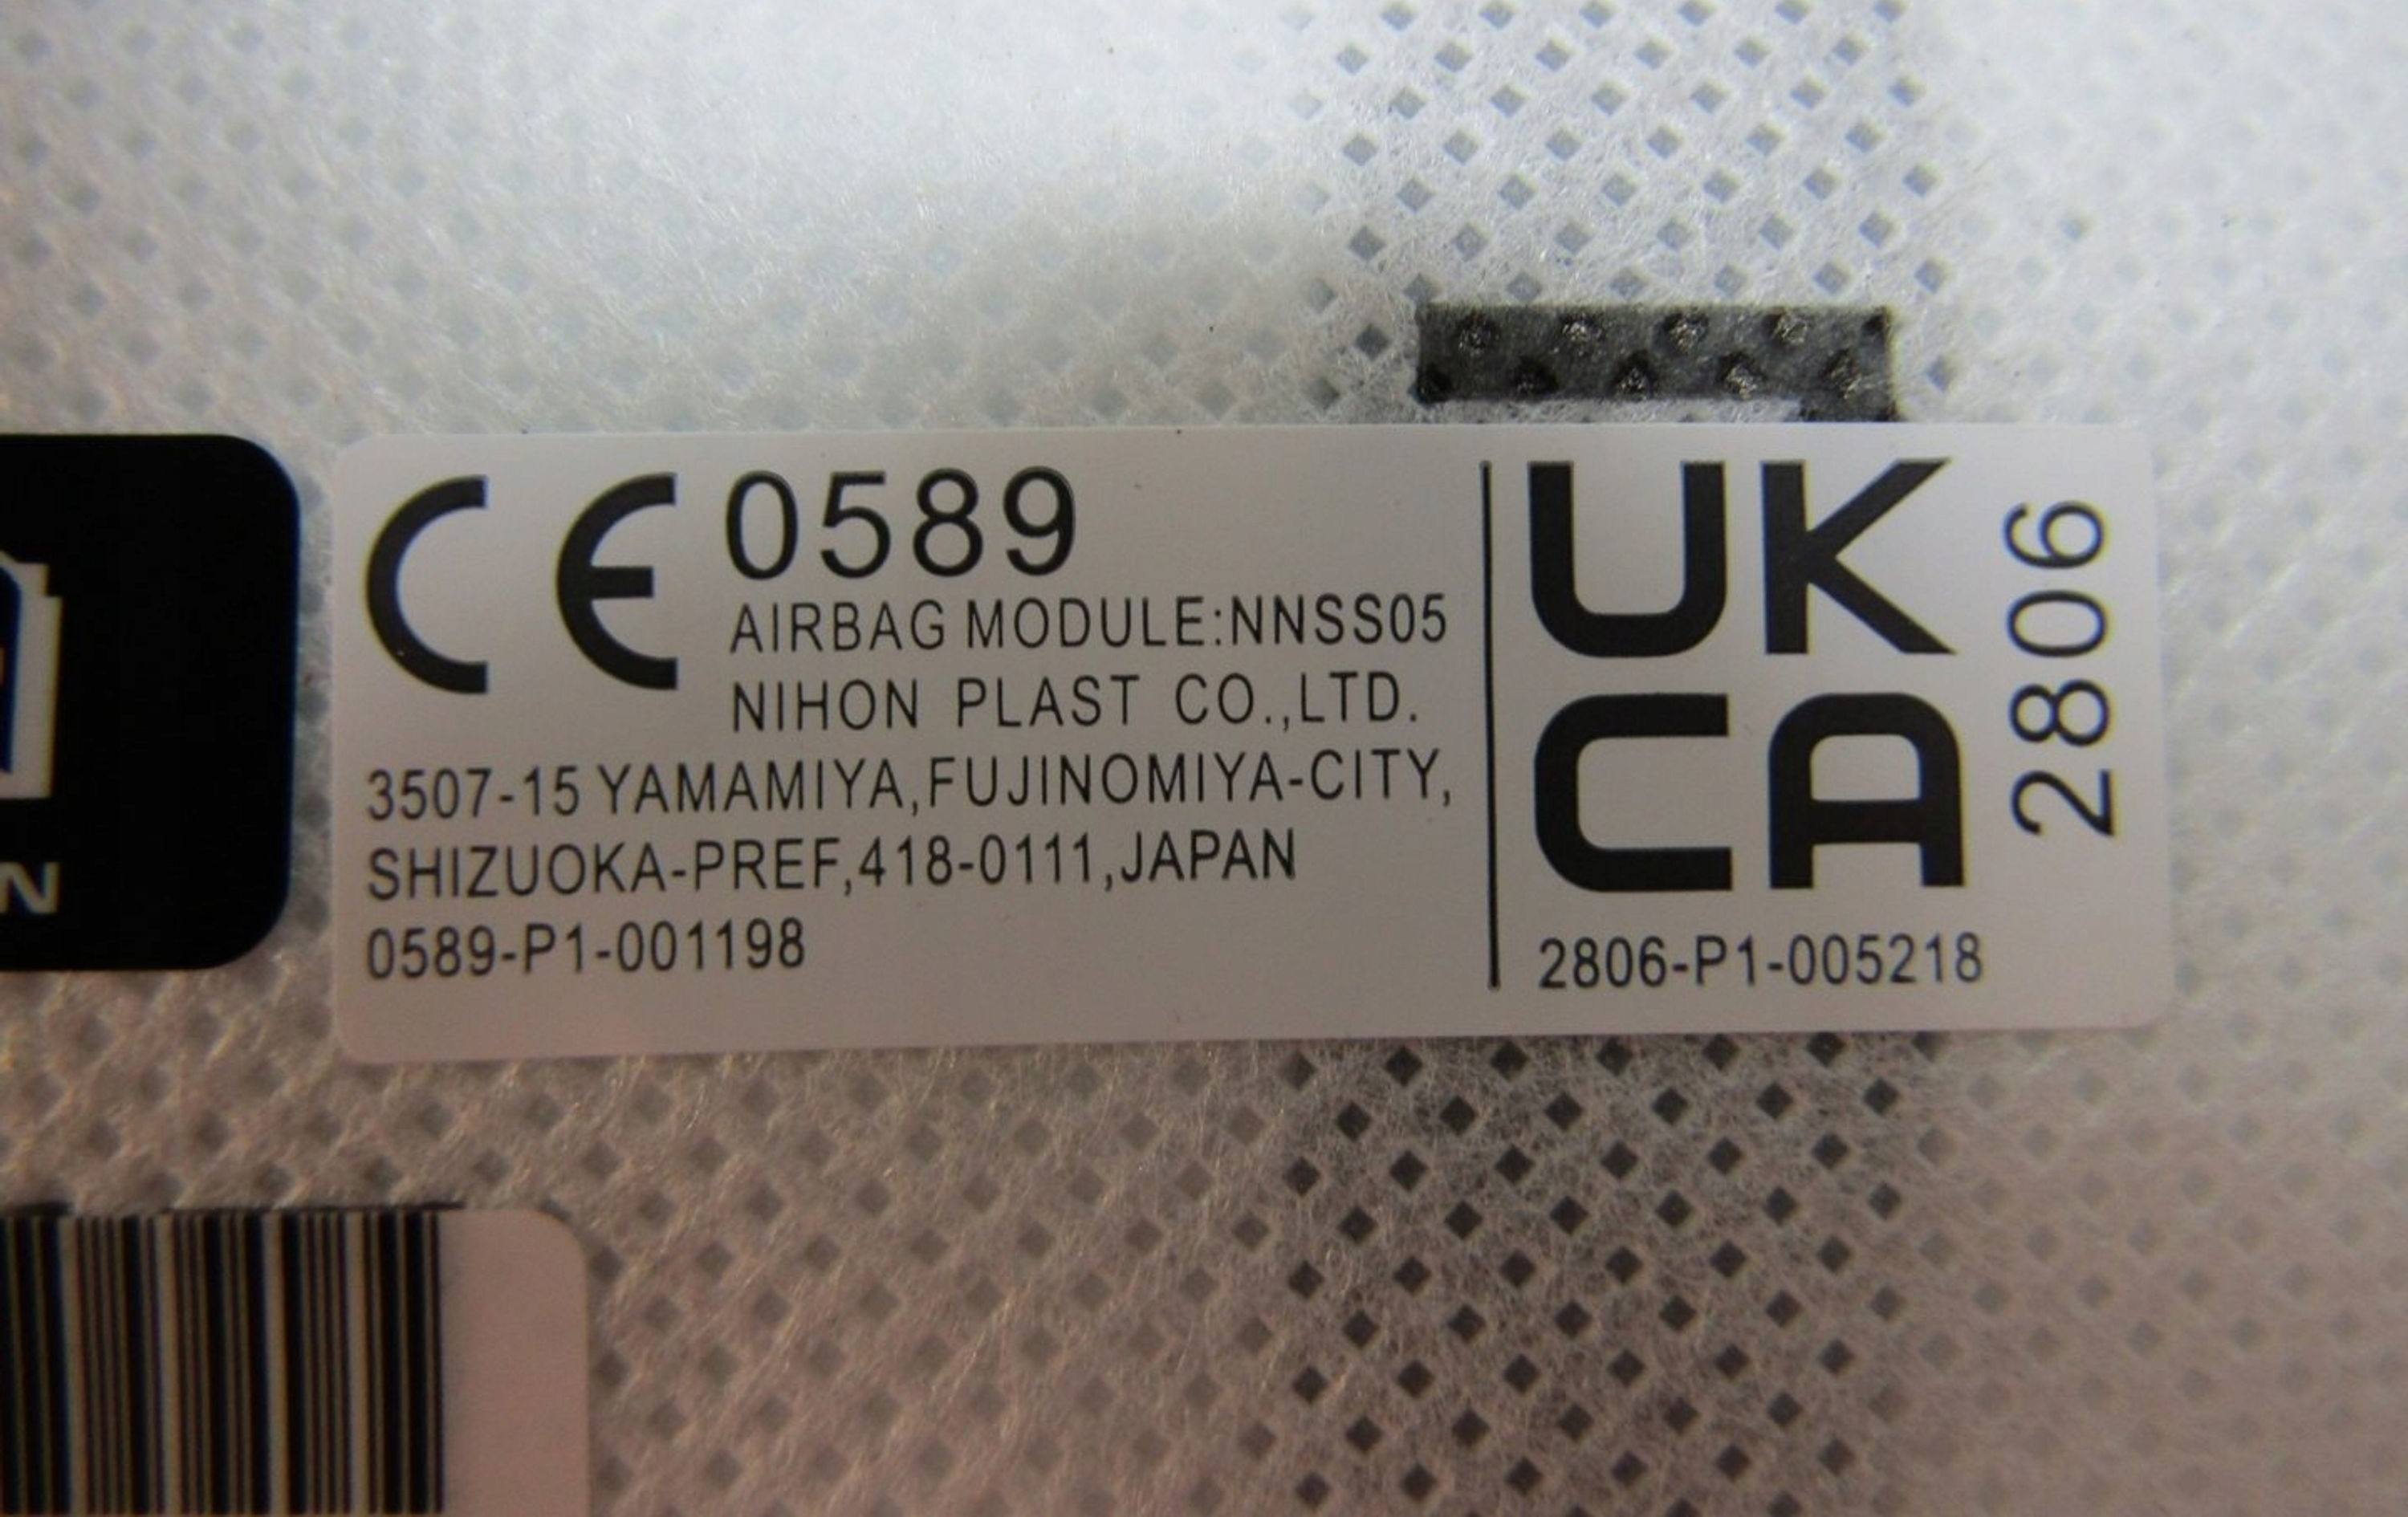 CE 0589
AIRBAG MODULE:NNSS05
NIHON PLAST CO.,LTD.
3507-15 YAMAMIYA,FUJINOMIYA-CITY,
SHIZUOKA-PREF,418-0111,JAPAN
0589-P1-001198
UK
CA
2806
2806-P1-005218
N